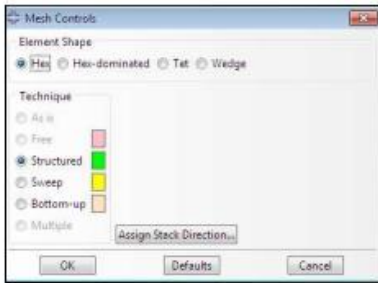 Mesh Controls
Element Shape
Hex Hex-dominated Tet Wedge
Technique
As is
Free
Structured
Sweep
Bottom-up
Multiple
Assign Stack Direction...
OK Defaults Cancel